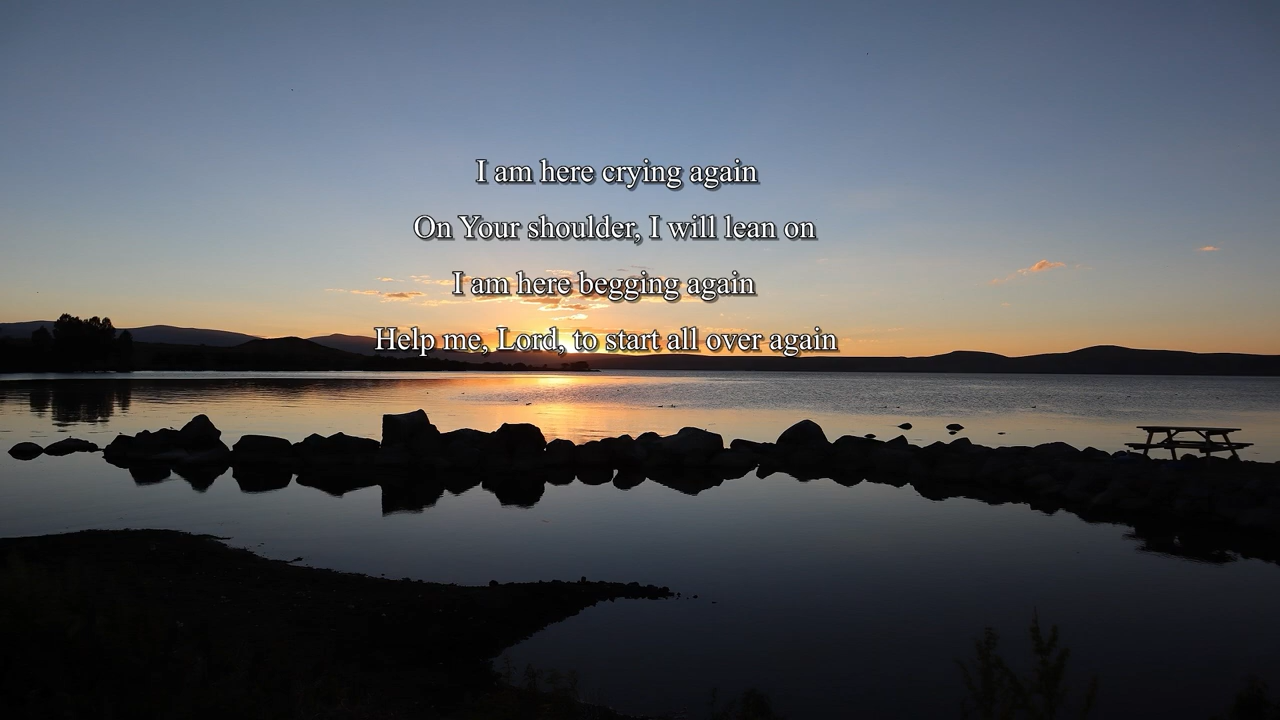 I am here crying again
On Your shoulder, I will lean on
I am here begging again
Help me, Lord, to start all over again